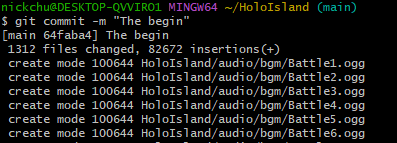 nickchu@DESKTOP-QVVIRO1 MINGW64 ~/HoloIsland (main)
$ git commit -m "The begin"
[main 64faba4] The begin
 1312 files changed, 82672 insertions(+)
 create mode 100644 HoloIsland/audio/bgm/Battle1.ogg
 create mode 100644 HoloIsland/audio/bgm/Battle2.ogg
 create mode 100644 HoloIsland/audio/bgm/Battle3.ogg
 create mode 100644 HoloIsland/audio/bgm/Battle4.ogg
 create mode 100644 HoloIsland/audio/bgm/Battle5.ogg
 create mode 100644 HoloIsland/audio/bgm/Battle6.ogg